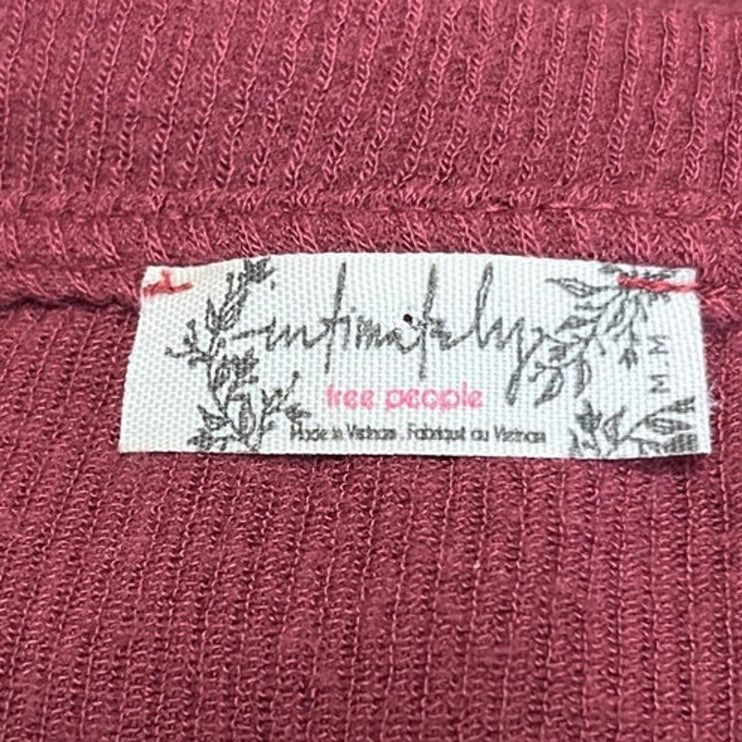 intimately
free people
Made in Vietnam . Fabriqué au Vietnam
M M